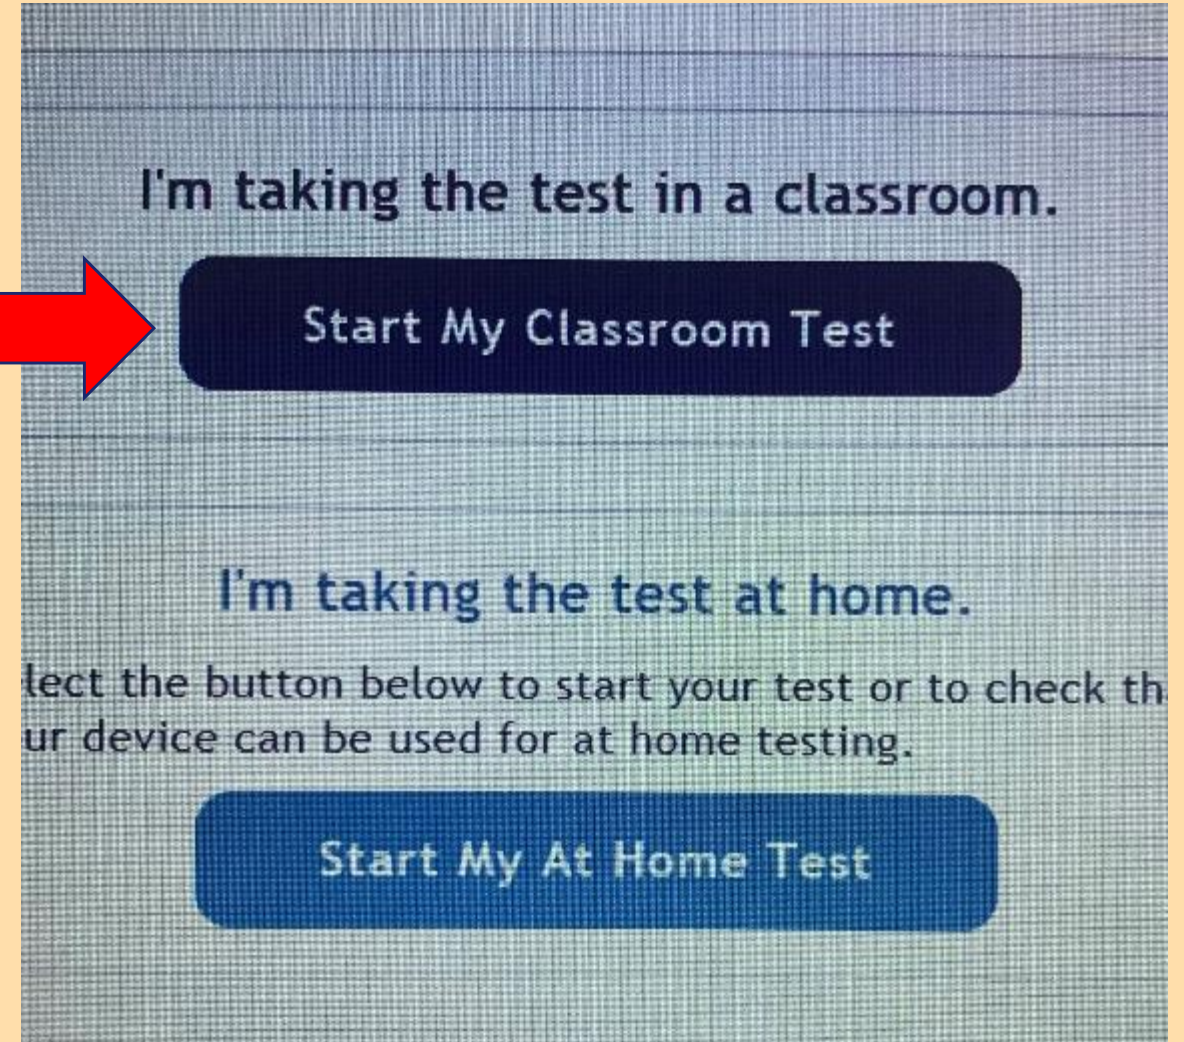 I'm taking the test in a classroom.
Start My Classroom Test
I'm taking the test at home.
lect the button below to start your test or to check th
ur device can be used for at home testing.
Start My At Home Test